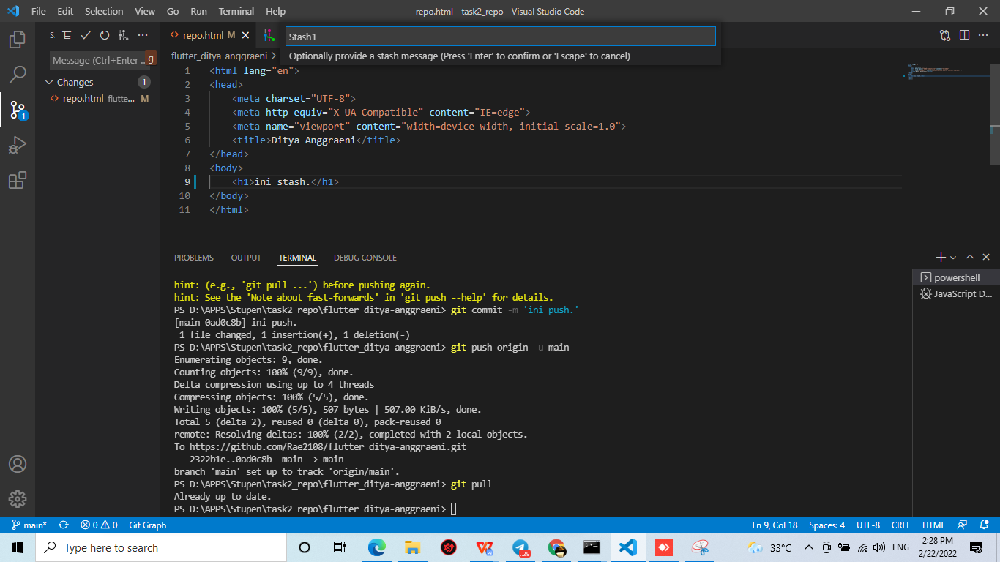 File Edit Selection View Go Run Terminal Help repo.html - task2_repo - Visual Studio Code
S.
repo.html M
Stash1
Message (Ctrl+Enter ... g
flutter_ditya-anggraeni >
Optionally provide a stash message (Press 'Enter' to confirm or 'Escape' to cancel)
Changes 1
repo.html flutte... M
1
1 <html lang="en">
2 <head>
3 <meta charset="UTF-8">
4 <meta http-equiv="X-UA-Compatible" content="IE=edge">
5 <meta name="viewport" content="width=device-width, initial-scale=1.0">
6 <title>Ditya Anggraeni</title>
7 </head>
8 <body>
9 <h1>ini stash.</h1>
10 </body>
11 </html>
PROBLEMS OUTPUT TERMINAL DEBUG CONSOLE
powershell
JavaScript D...
hint: (e.g., 'git pull ...') before pushing again.
hint: See the 'Note about fast-forwards' in 'git push --help' for details.
PS D:\APPS\Stupen\task2_repo\flutter_ditya-anggraeni> git commit -m 'ini push.'
[main 0ad0c8b] ini push.
1 file changed, 1 insertion(+), 1 deletion(-)
PS D:\APPS\Stupen\task2_repo\flutter_ditya-anggraeni> git push origin -u main
Enumerating objects: 9, done.
Counting objects: 100% (9/9), done.
Delta compression using up to 4 threads
Compressing objects: 100% (5/5), done.
Writing objects: 100% (5/5), 507 bytes | 507.00 KiB/s, done.
Total 5 (delta 2), reused 0 (delta 0), pack-reused 0
remote: Resolving deltas: 100% (2/2), completed with 2 local objects.
To https://github.com/Rae2108/flutter_ditya-anggraeni.git
2322b1e..0ad0c8b main -> main
branch 'main' set up to track 'origin/main'.
PS D:\APPS\Stupen\task2_repo\flutter_ditya-anggraeni> git pull
Already up to date.
PS D:\APPS\Stupen\task2_repo\flutter_ditya-anggraeni>
main* 0 0 Git Graph Ln 9, Col 18 Spaces: 4 UTF-8 CRLF HTML
Type here to search
29
33°C ENG
2:28 PM
2/22/2022